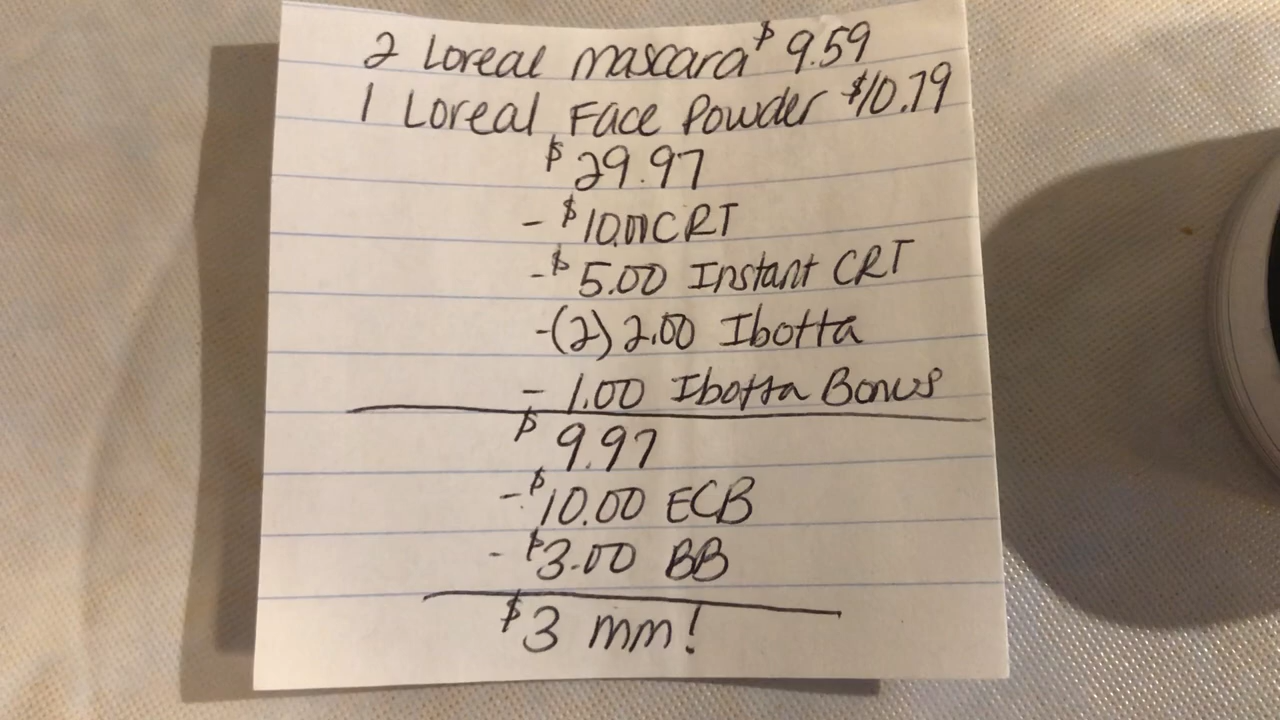 2 Loreal mascara $9.59
1 Loreal Face Powder $10.79
$29.97
- $10.00 CRT
- $5.00 Instant CRT
-(2) 2.00 Ibotta
- 1.00 Ibotta Bonus
$9.97
- $10.00 ECB
- $3.00 BB
$3 mm!